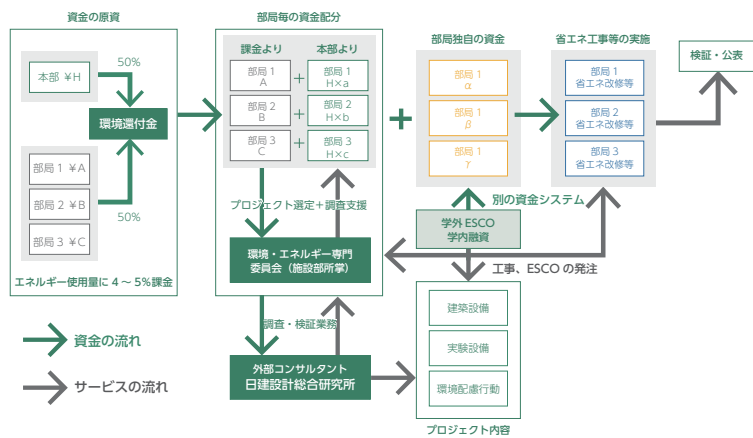 資金の原資
本部 ¥H
50%
環境還付金
部局 1 ¥A
部局 2 ¥B
部局 3 ¥C
50%
エネルギー使用量に 4 ～ 5%課金
部局毎の資金配分
課金より
本部より
部局 1
A
+
部局 1
H×a
部局 2
B
+
部局 2
H×b
部局 3
C
+
部局 3
H×c
プロジェクト選定＋調査支援
環境・エネルギー専門
委員会（施設部所掌）
調査・検証業務
外部コンサルタント
日建設計総合研究所
+
部局独自の資金
部局 1
α
部局 1
β
部局 1
γ
別の資金システム
学外 ESCO
学内融資
省エネ工事等の実施
部局 1
省エネ改修等
部局 2
省エネ改修等
部局 3
省エネ改修等
検証・公表
工事、ESCO の発注
建築設備
実験設備
環境配慮行動
プロジェクト内容
資金の流れ
サービスの流れ